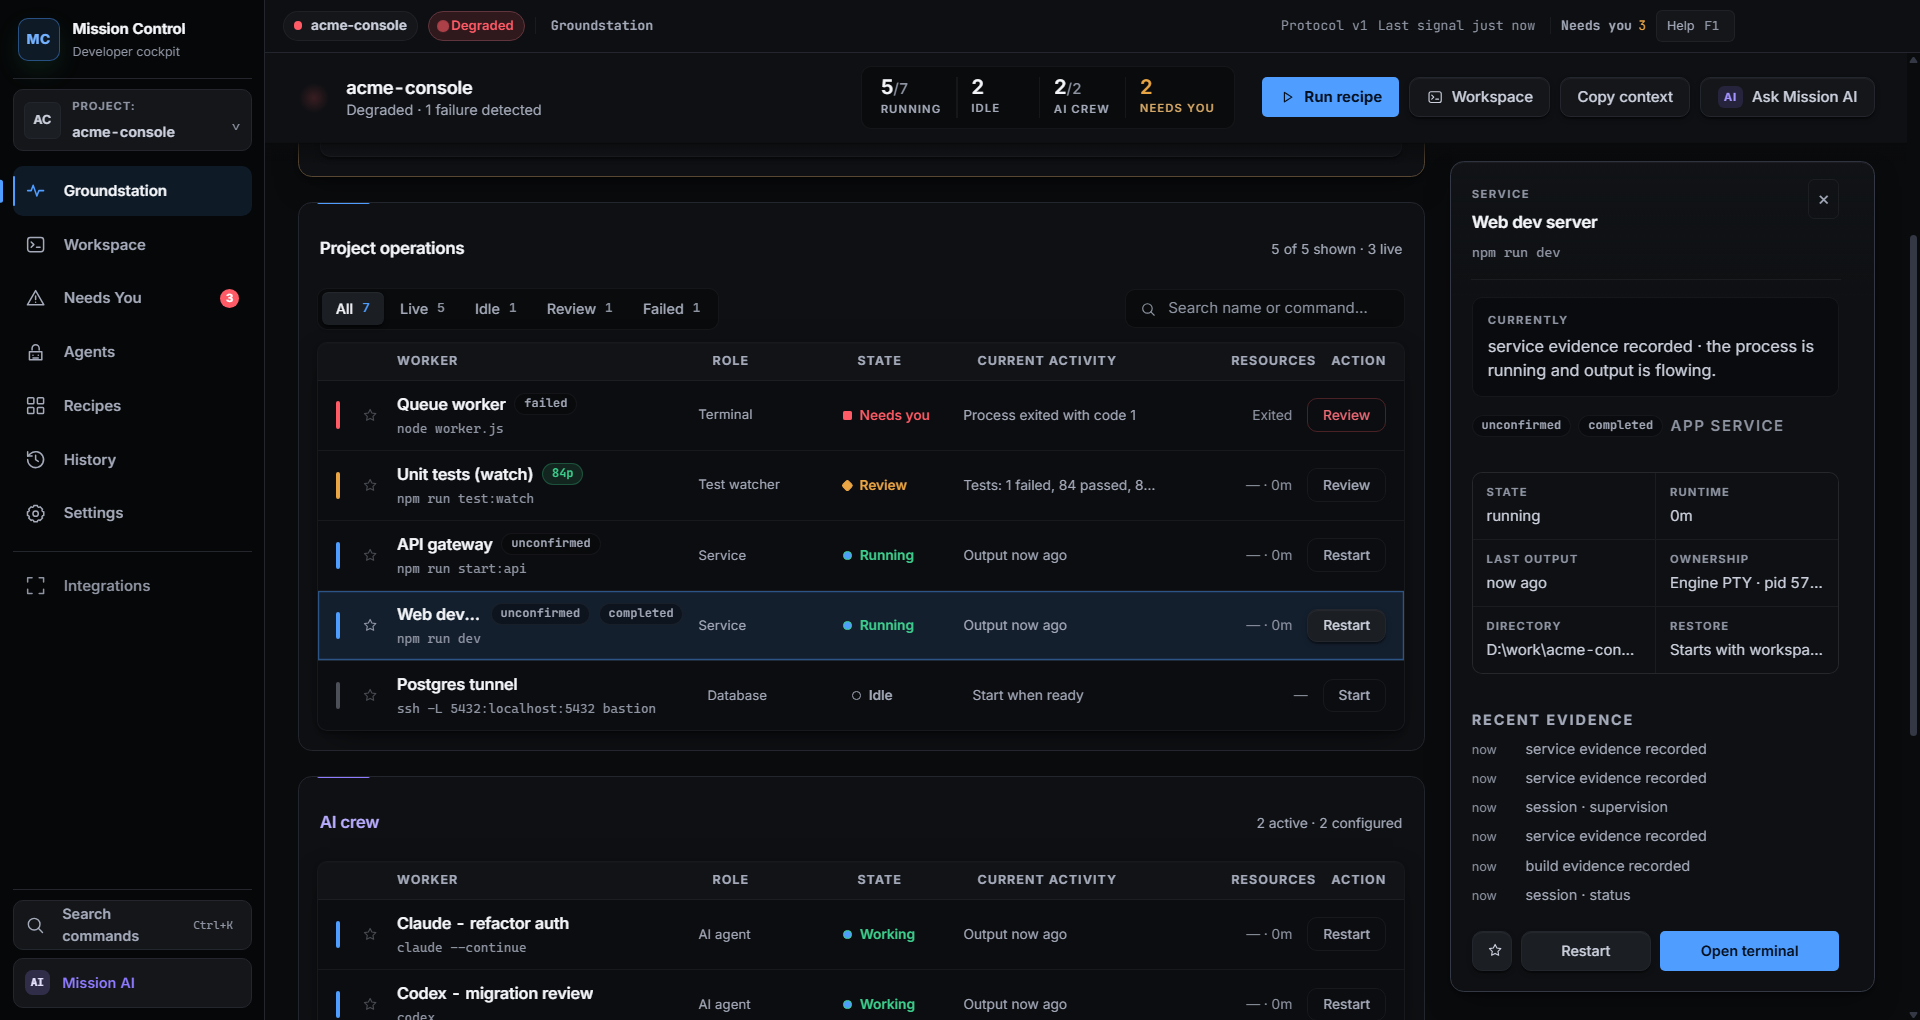 MC
Mission Control
Developer cockpit
AC
PROJECT:
acme-console
v
Groundstation
Workspace
Needs You 3
Agents
Recipes
History
Settings
Integrations
Search commands Ctrl+K
AI Mission AI
acme-console Degraded Groundstation
Protocol v1 Last signal just now Needs you 3 Help F1
acme-console
Degraded · 1 failure detected
5/7 RUNNING
2 IDLE
2/2 AI CREW
2 NEEDS YOU
Run recipe
Workspace
Copy context
AI Ask Mission AI
Project operations
5 of 5 shown · 3 live
All 7 Live 5 Idle 1 Review 1 Failed 1
Search name or command...
WORKER ROLE STATE CURRENT ACTIVITY RESOURCES ACTION
Queue worker failed
node worker.js
Terminal Needs you Process exited with code 1 Exited Review
Unit tests (watch) 84p
npm run test:watch
Test watcher Review Tests: 1 failed, 84 passed, 8... — · 0m Review
API gateway unconfirmed
npm run start:api
Service Running Output now ago — · 0m Restart
Web dev... unconfirmed completed
npm run dev
Service Running Output now ago — · 0m Restart
Postgres tunnel
ssh -L 5432:localhost:5432 bastion
Database Idle Start when ready — Start
AI crew
2 active · 2 configured
WORKER ROLE STATE CURRENT ACTIVITY RESOURCES ACTION
Claude - refactor auth
claude --continue
AI agent Working Output now ago — · 0m Restart
Codex - migration review
codex
AI agent Working Output now ago — · 0m Restart
SERVICE
Web dev server
npm run dev
×
CURRENTLY
service evidence recorded · the process is
running and output is flowing.
unconfirmed completed APP SERVICE
STATE
running
RUNTIME
0m
LAST OUTPUT
now ago
OWNERSHIP
Engine PTY · pid 57...
DIRECTORY
D:\work\acme-con...
RESTORE
Starts with workspa...
RECENT EVIDENCE
now service evidence recorded
now service evidence recorded
now session · supervision
now service evidence recorded
now build evidence recorded
now session · status
Restart
Open terminal